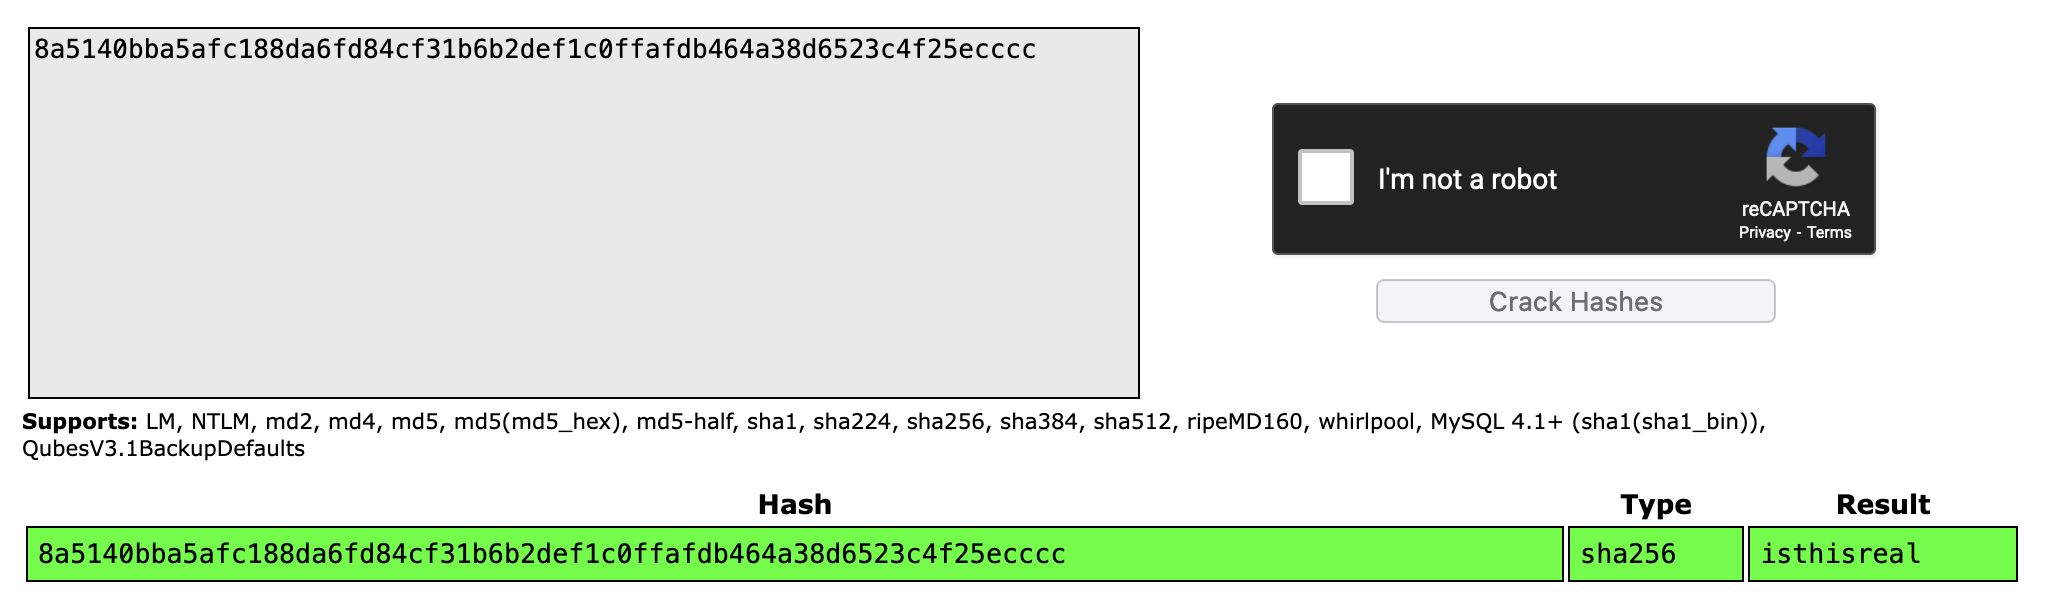 8a5140bba5afc188da6fd84cf31b6b2def1c0ffafdb464a38d6523c4f25ecccc
I'm not a robot
reCAPTCHA
Privacy - Terms
Crack Hashes
Supports: LM, NTLM, md2, md4, md5, md5(md5_hex), md5-half, sha1, sha224, sha256, sha384, sha512, ripeMD160, whirlpool, MySQL 4.1+ (sha1(sha1_bin)),
QubesV3.1BackupDefaults
Hash Type Result
8a5140bba5afc188da6fd84cf31b6b2def1c0ffafdb464a38d6523c4f25ecccc sha256 isthisreal